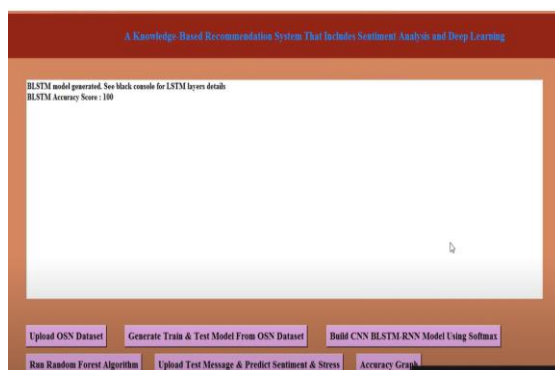 A Knowledge-Based Recommendation System That Includes Sentiment Analysis and Deep Learning
BLSTM model generated. See black console for LSTM layers details
BLSTM Accuracy Score : 100
Upload OSN Dataset
Generate Train & Test Model From OSN Dataset
Build CNN BLSTM-RNN Model Using Softmax
Run Random Forest Algorithm
Upload Test Message & Predict Sentiment & Stress
Accuracy Graph